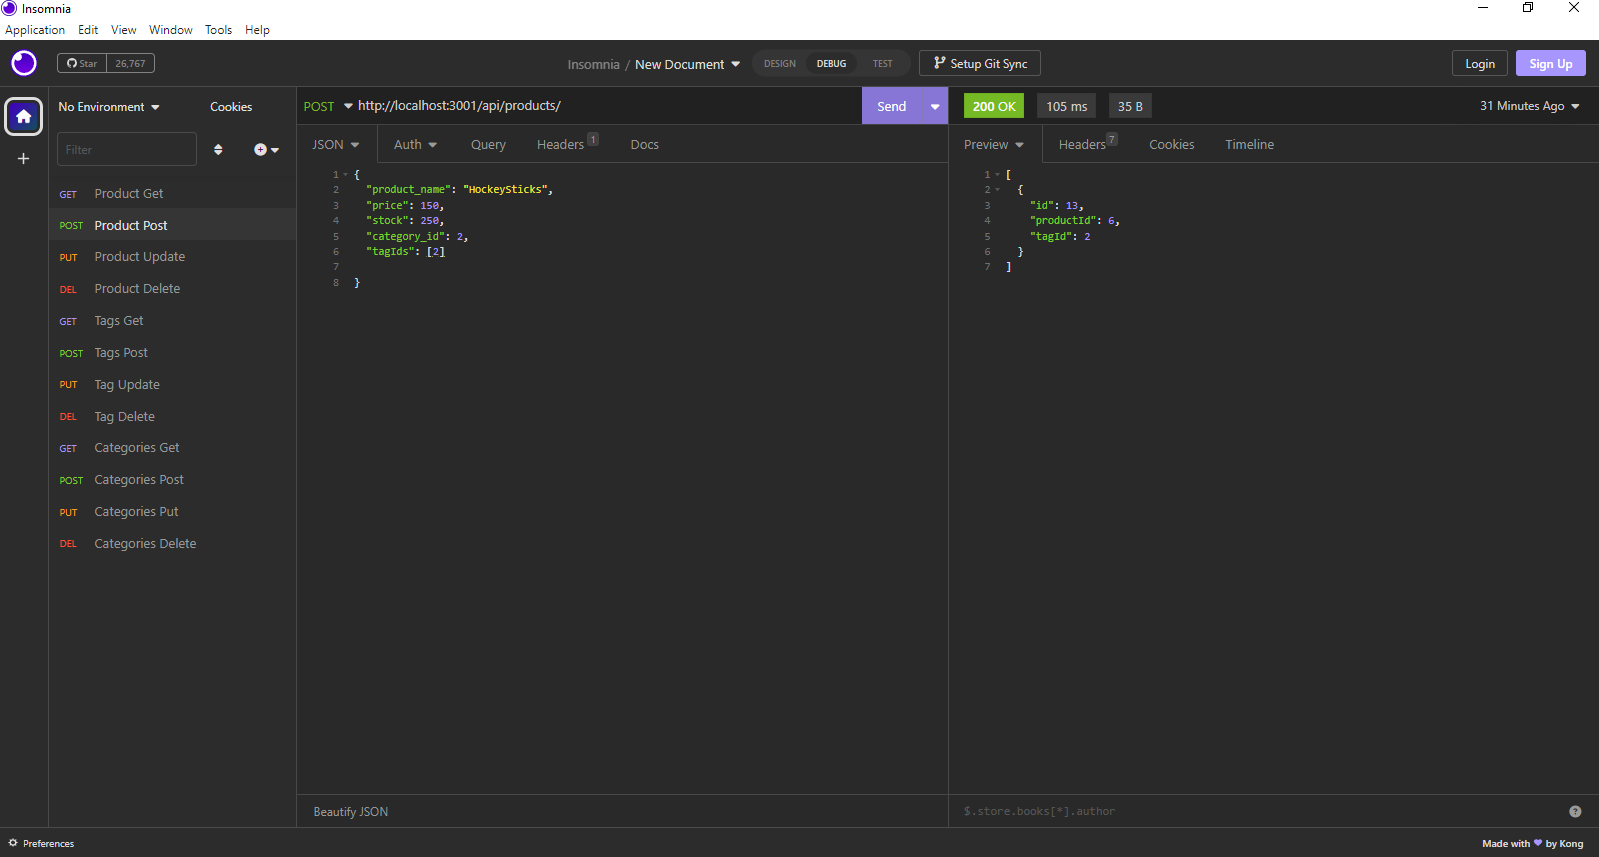 Insomnia
Application Edit View Window Tools Help
Star 26,767
Insomnia / New Document
DESIGN DEBUG TEST
Setup Git Sync
Login
Sign Up
No Environment
Cookies
Filter
GET Product Get
POST Product Post
PUT Product Update
DEL Product Delete
GET Tags Get
POST Tags Post
PUT Tag Update
DEL Tag Delete
GET Categories Get
POST Categories Post
PUT Categories Put
DEL Categories Delete
POST http://localhost:3001/api/products/
Send
JSON Auth Query Headers 1 Docs
1 {
2 "product_name": "HockeySticks",
3 "price": 150,
4 "stock": 250,
5 "category_id": 2,
6 "tagIds": [2]
7
8 }
Beautify JSON
200 OK 105 ms 35 B
31 Minutes Ago
Preview Headers 7 Cookies Timeline
1 [
2 {
3 "id": 13,
4 "productId": 6,
5 "tagId": 2
6 }
7 ]
$.store.books[*].author
?
Preferences
Made with ♥ by Kong